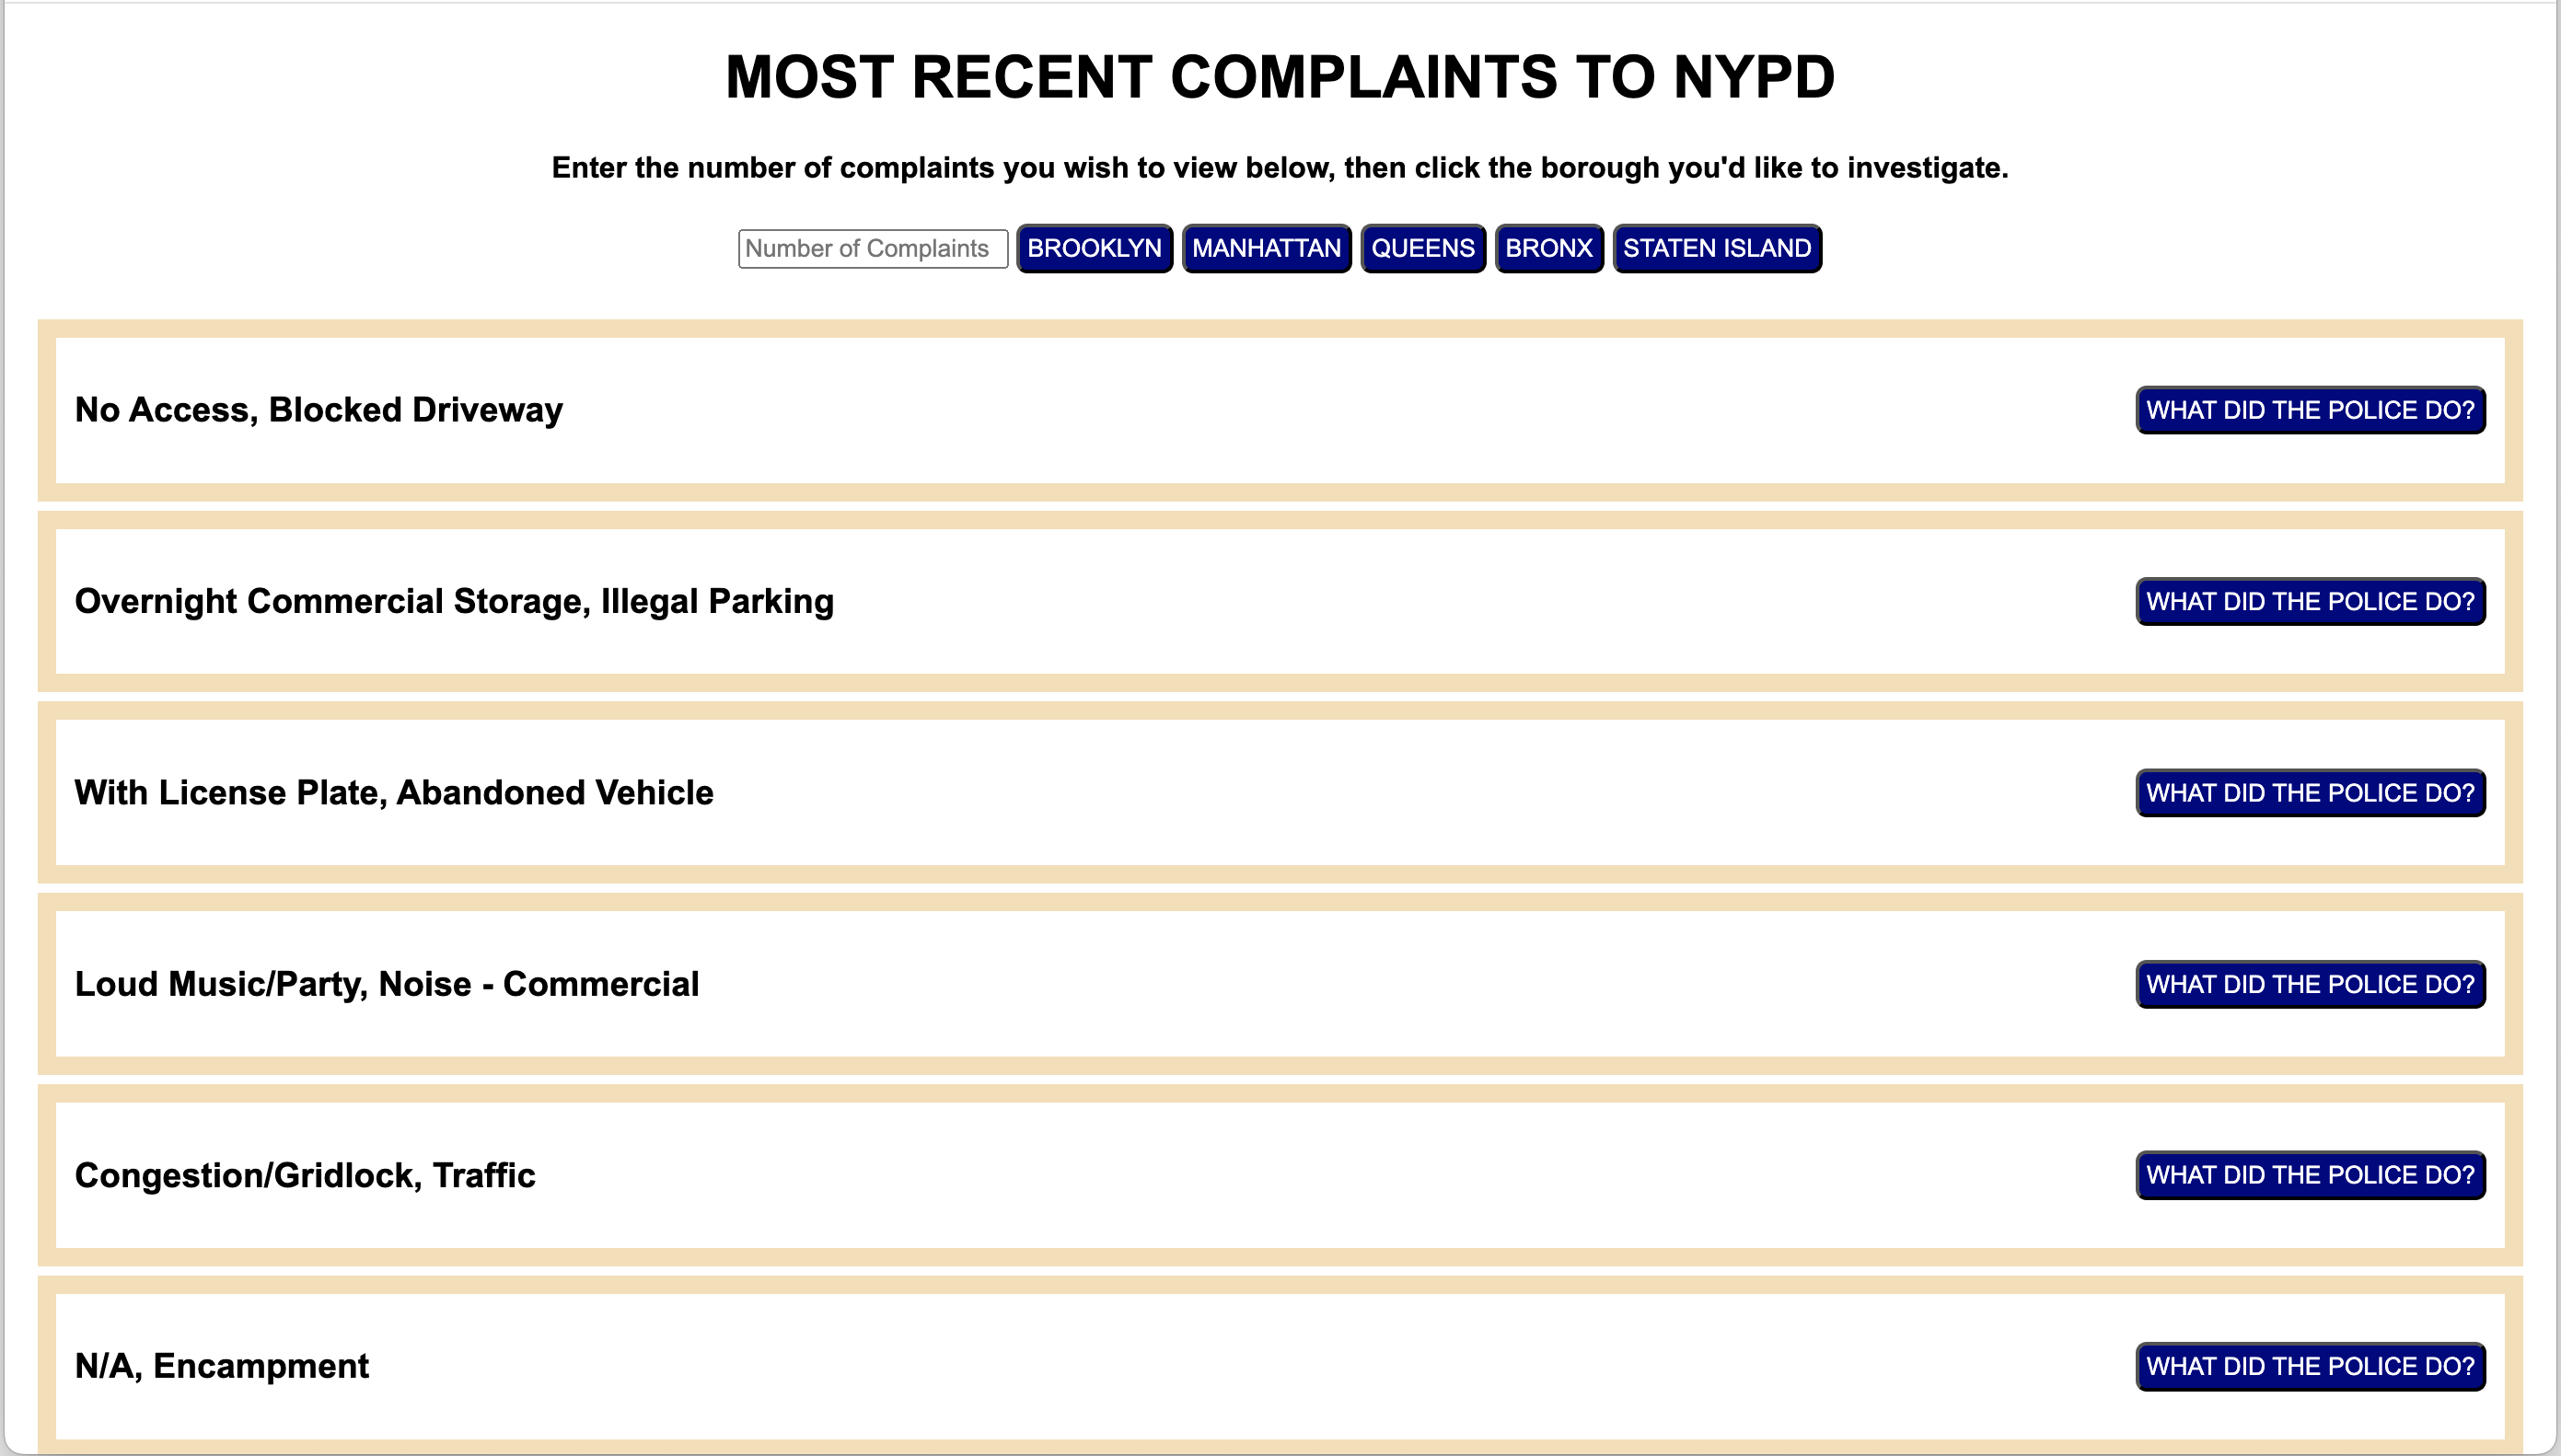 MOST RECENT COMPLAINTS TO NYPD
Enter the number of complaints you wish to view below, then click the borough you'd like to investigate.
Number of Complaints BROOKLYN MANHATTAN QUEENS BRONX STATEN ISLAND
No Access, Blocked Driveway WHAT DID THE POLICE DO?
Overnight Commercial Storage, Illegal Parking WHAT DID THE POLICE DO?
With License Plate, Abandoned Vehicle WHAT DID THE POLICE DO?
Loud Music/Party, Noise - Commercial WHAT DID THE POLICE DO?
Congestion/Gridlock, Traffic WHAT DID THE POLICE DO?
N/A, Encampment WHAT DID THE POLICE DO?